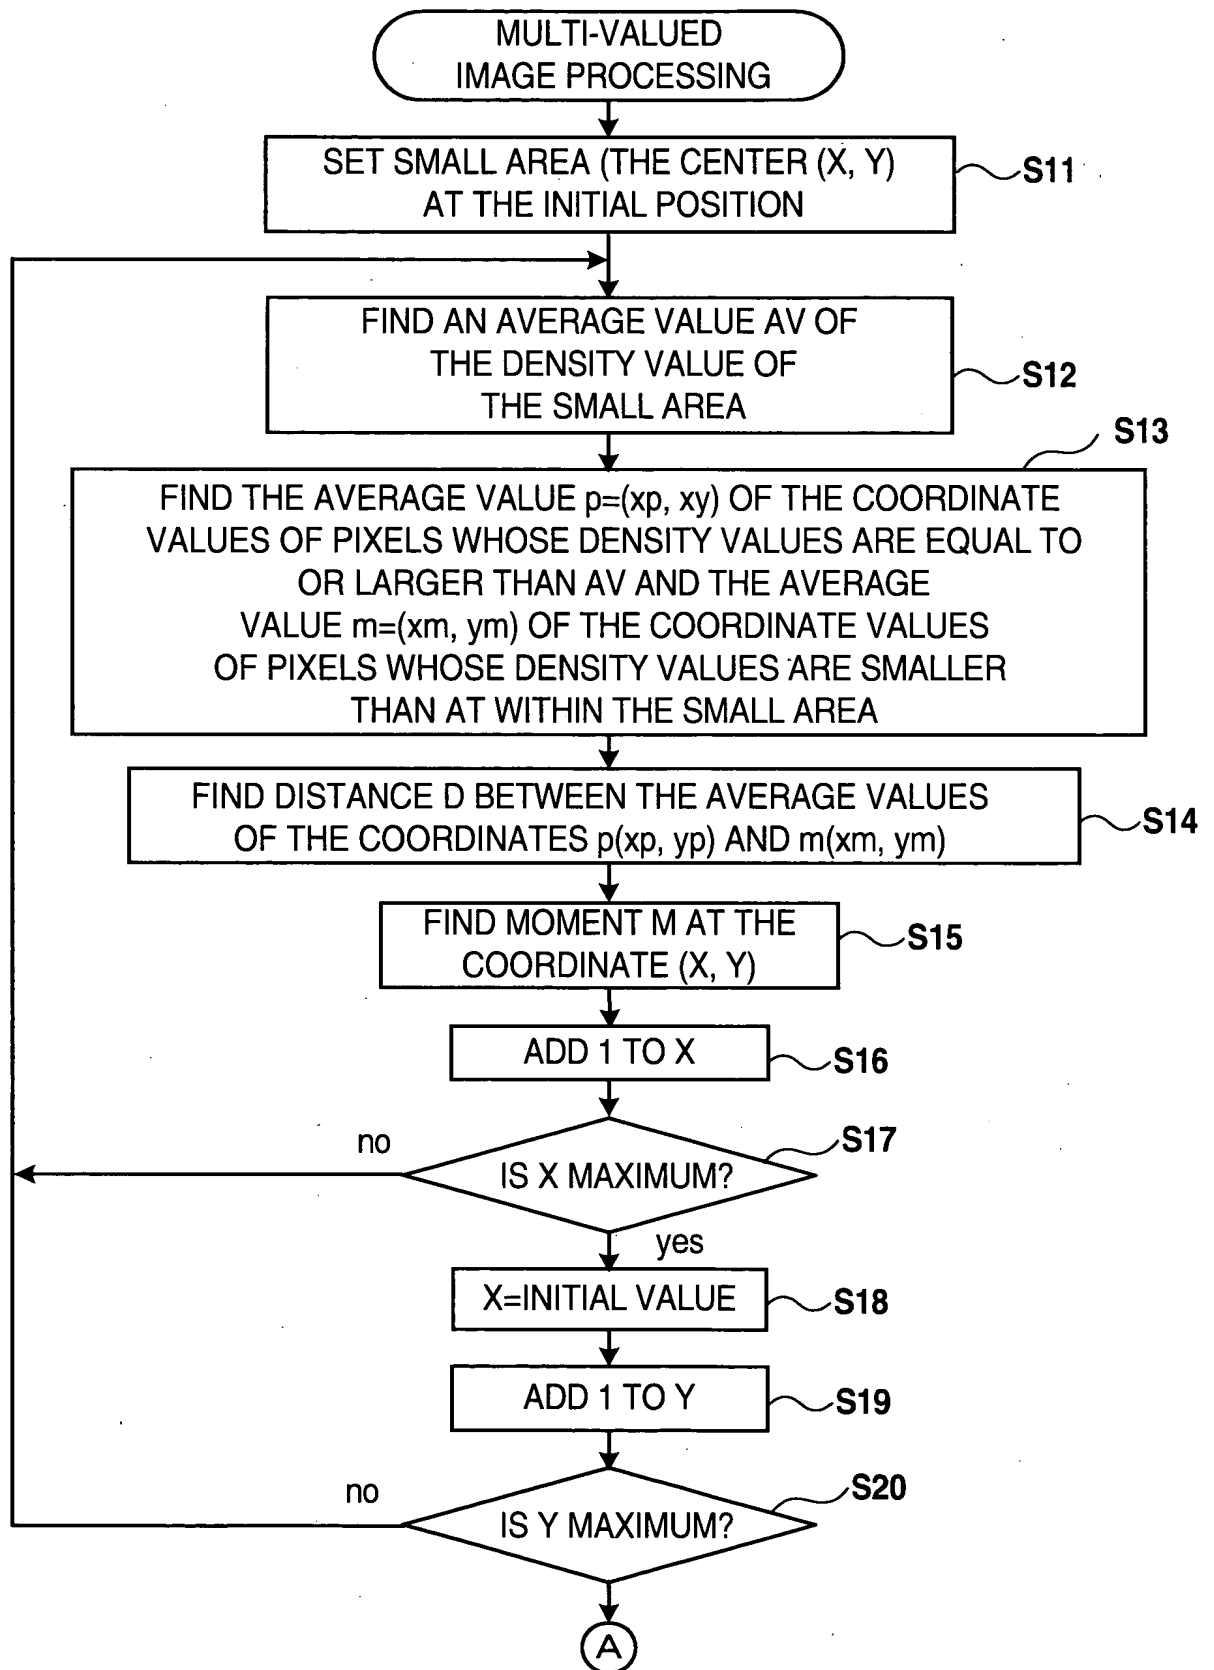 MULTI-VALUED
IMAGE PROCESSING
SET SMALL AREA (THE CENTER (X, Y)
AT THE INITIAL POSITION
S11
FIND AN AVERAGE VALUE AV OF
THE DENSITY VALUE OF
THE SMALL AREA
S12
S13
FIND THE AVERAGE VALUE p=(xp, xy) OF THE COORDINATE
VALUES OF PIXELS WHOSE DENSITY VALUES ARE EQUAL TO
OR LARGER THAN AV AND THE AVERAGE
VALUE m=(xm, ym) OF THE COORDINATE VALUES
OF PIXELS WHOSE DENSITY VALUES ARE SMALLER
THAN AT WITHIN THE SMALL AREA
FIND DISTANCE D BETWEEN THE AVERAGE VALUES
OF THE COORDINATES p(xp, yp) AND m(xm, ym)
S14
FIND MOMENT M AT THE
COORDINATE (X, Y)
S15
ADD 1 TO X
S16
no
IS X MAXIMUM?
S17
yes
X=INITIAL VALUE
S18
ADD 1 TO Y
S19
no
IS Y MAXIMUM?
S20
A